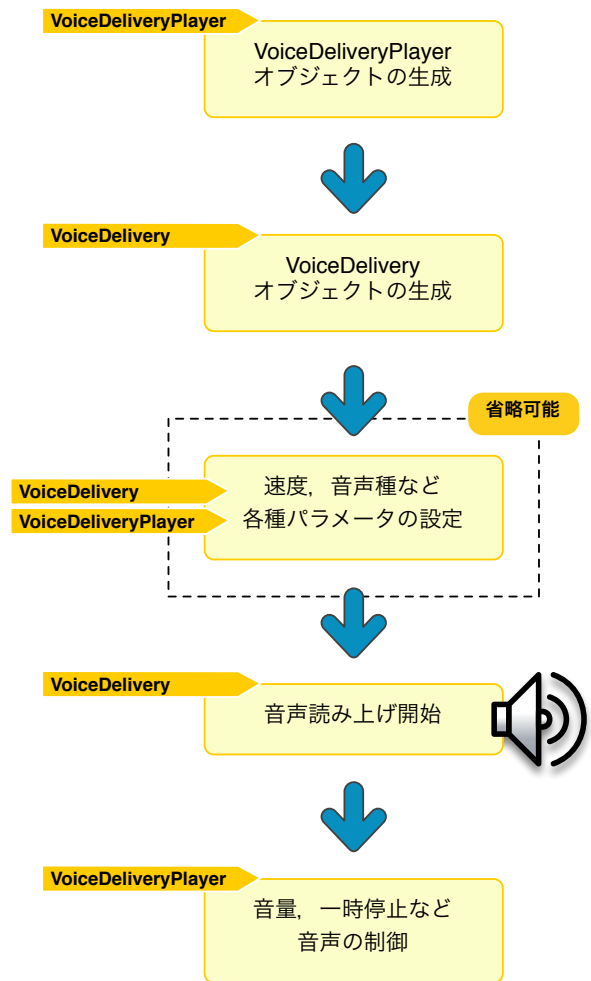 VoiceDeliveryPlayer
VoiceDeliveryPlayer
オブジェクトの生成
VoiceDelivery
VoiceDelivery
オブジェクトの生成
省略可能
VoiceDelivery
VoiceDeliveryPlayer
速度，音声種など
各種パラメータの設定
VoiceDelivery
音声読み上げ開始
VoiceDeliveryPlayer
音量，一時停止など
音声の制御